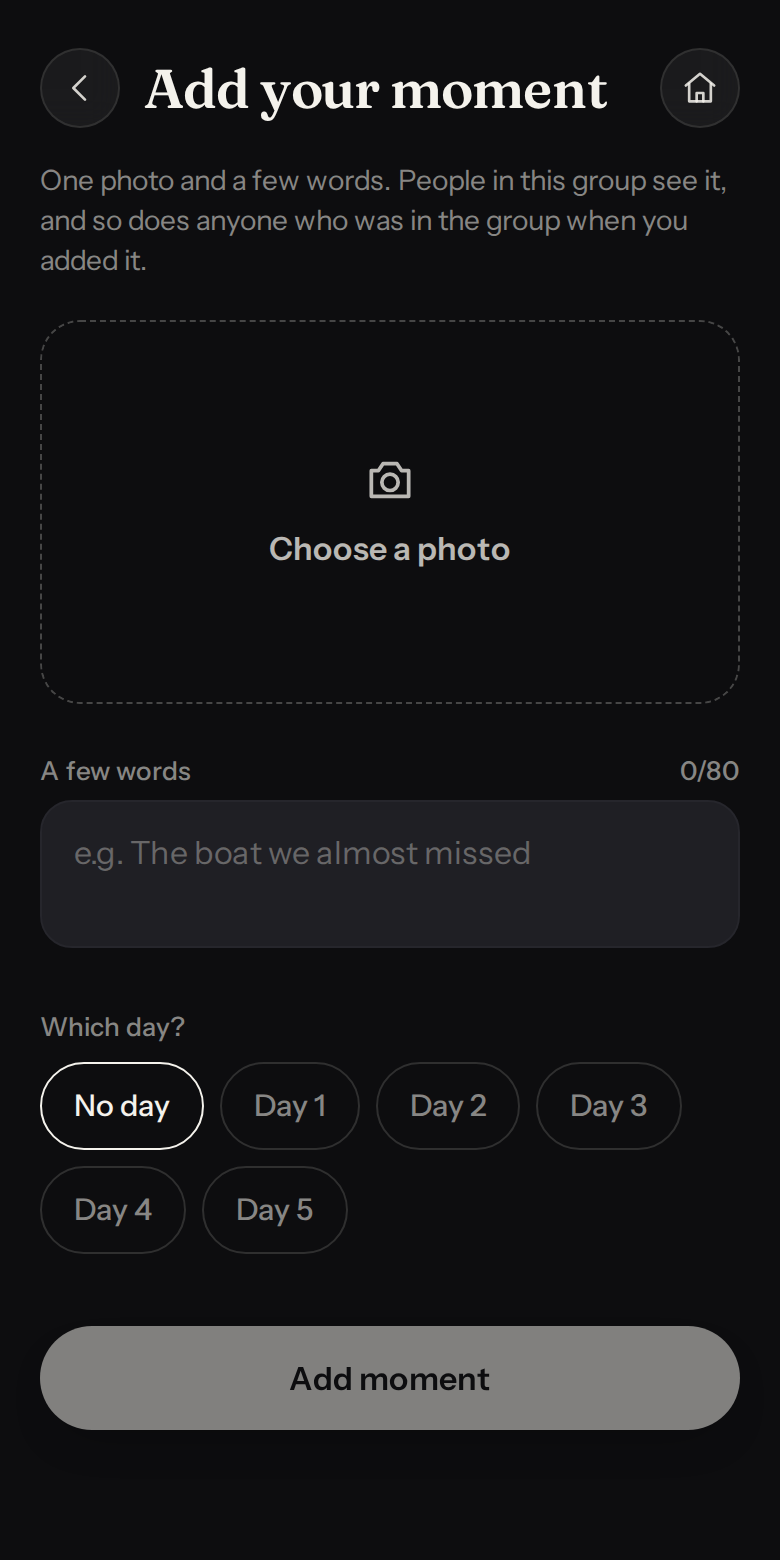 Add your moment
One photo and a few words. People in this group see it,
and so does anyone who was in the group when you
added it.
Choose a photo
A few words 0/80
e.g. The boat we almost missed
Which day?
No day Day 1 Day 2 Day 3
Day 4 Day 5
Add moment